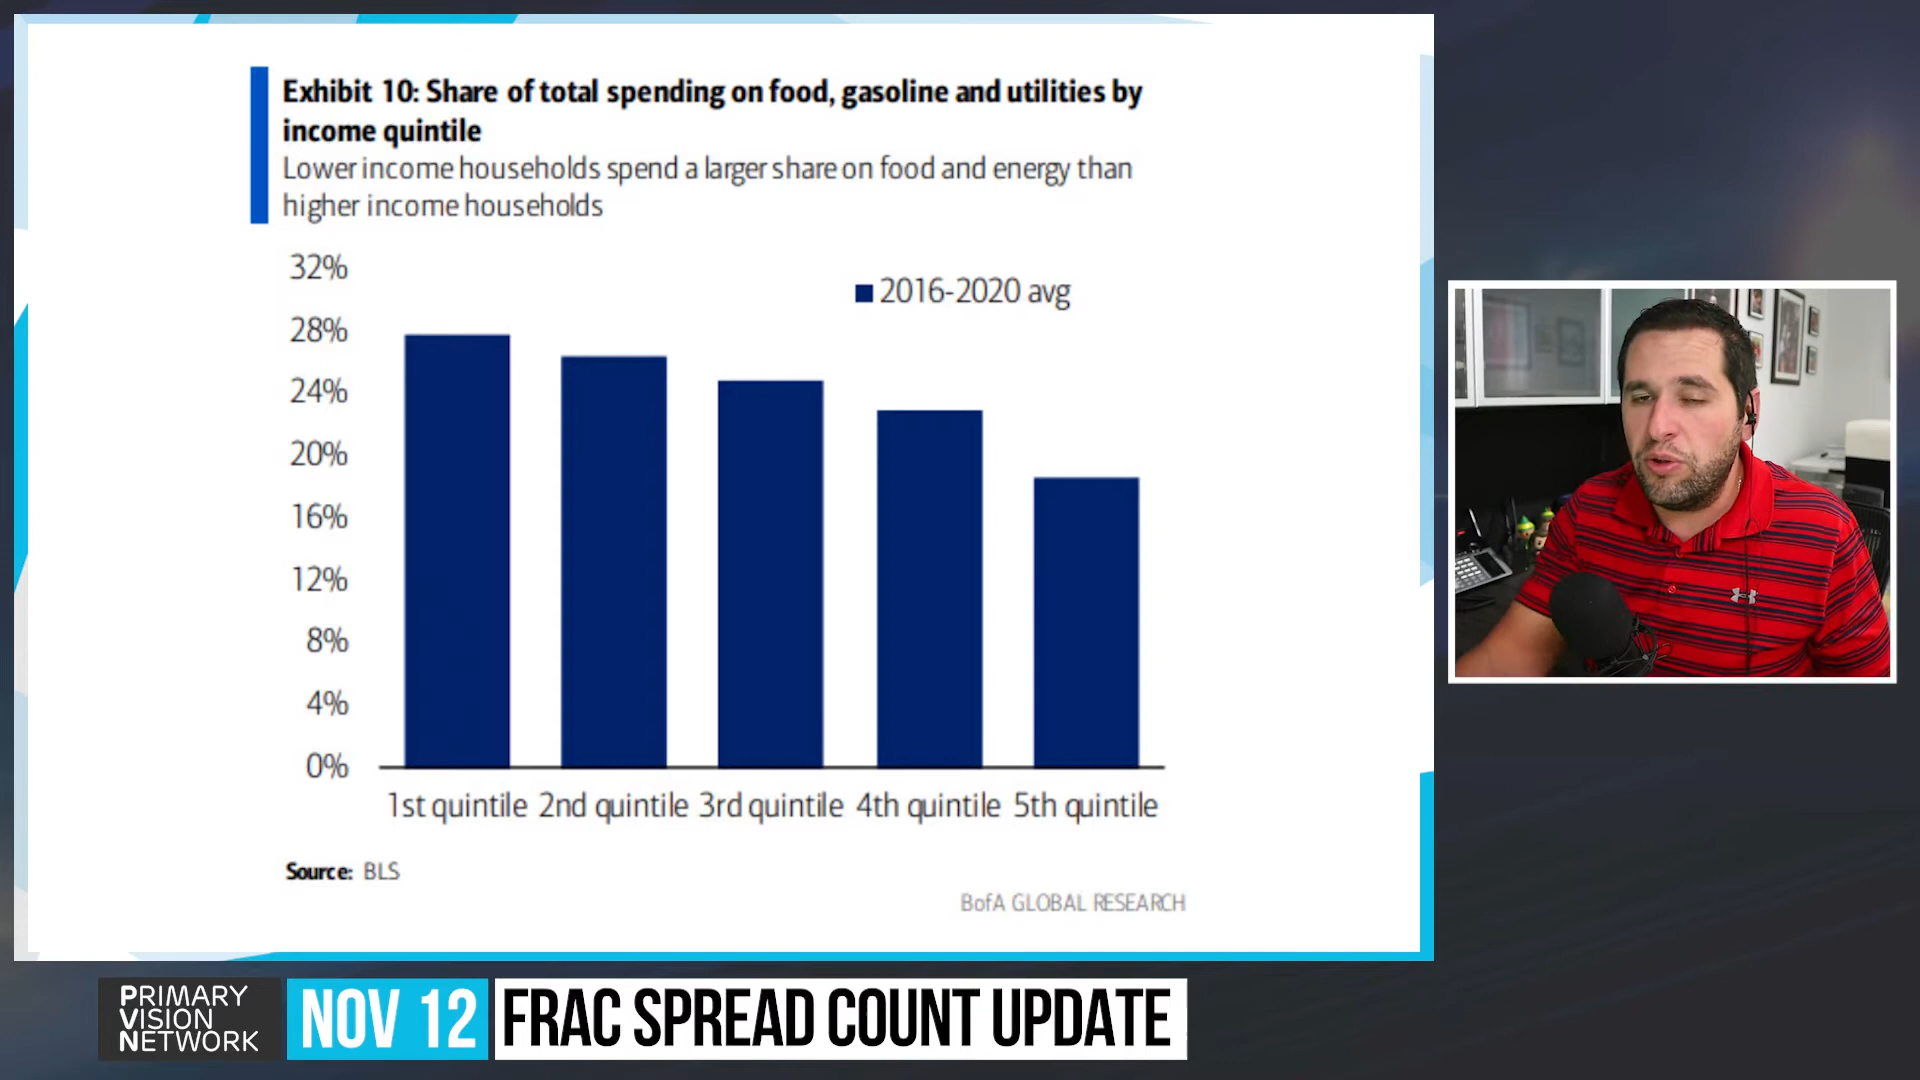 Exhibit 10: Share of total spending on food, gasoline and utilities by
income quintile
Lower income households spend a larger share on food and energy than
higher income households
32%
28%
24%
20%
16%
12%
8%
4%
0%
2016-2020 avg
1st quintile 2nd quintile 3rd quintile 4th quintile 5th quintile
Source: BLS
BofA GLOBAL RESEARCH
PRIMARY
VISION
NETWORK
NOV 12
FRAC SPREAD COUNT UPDATE